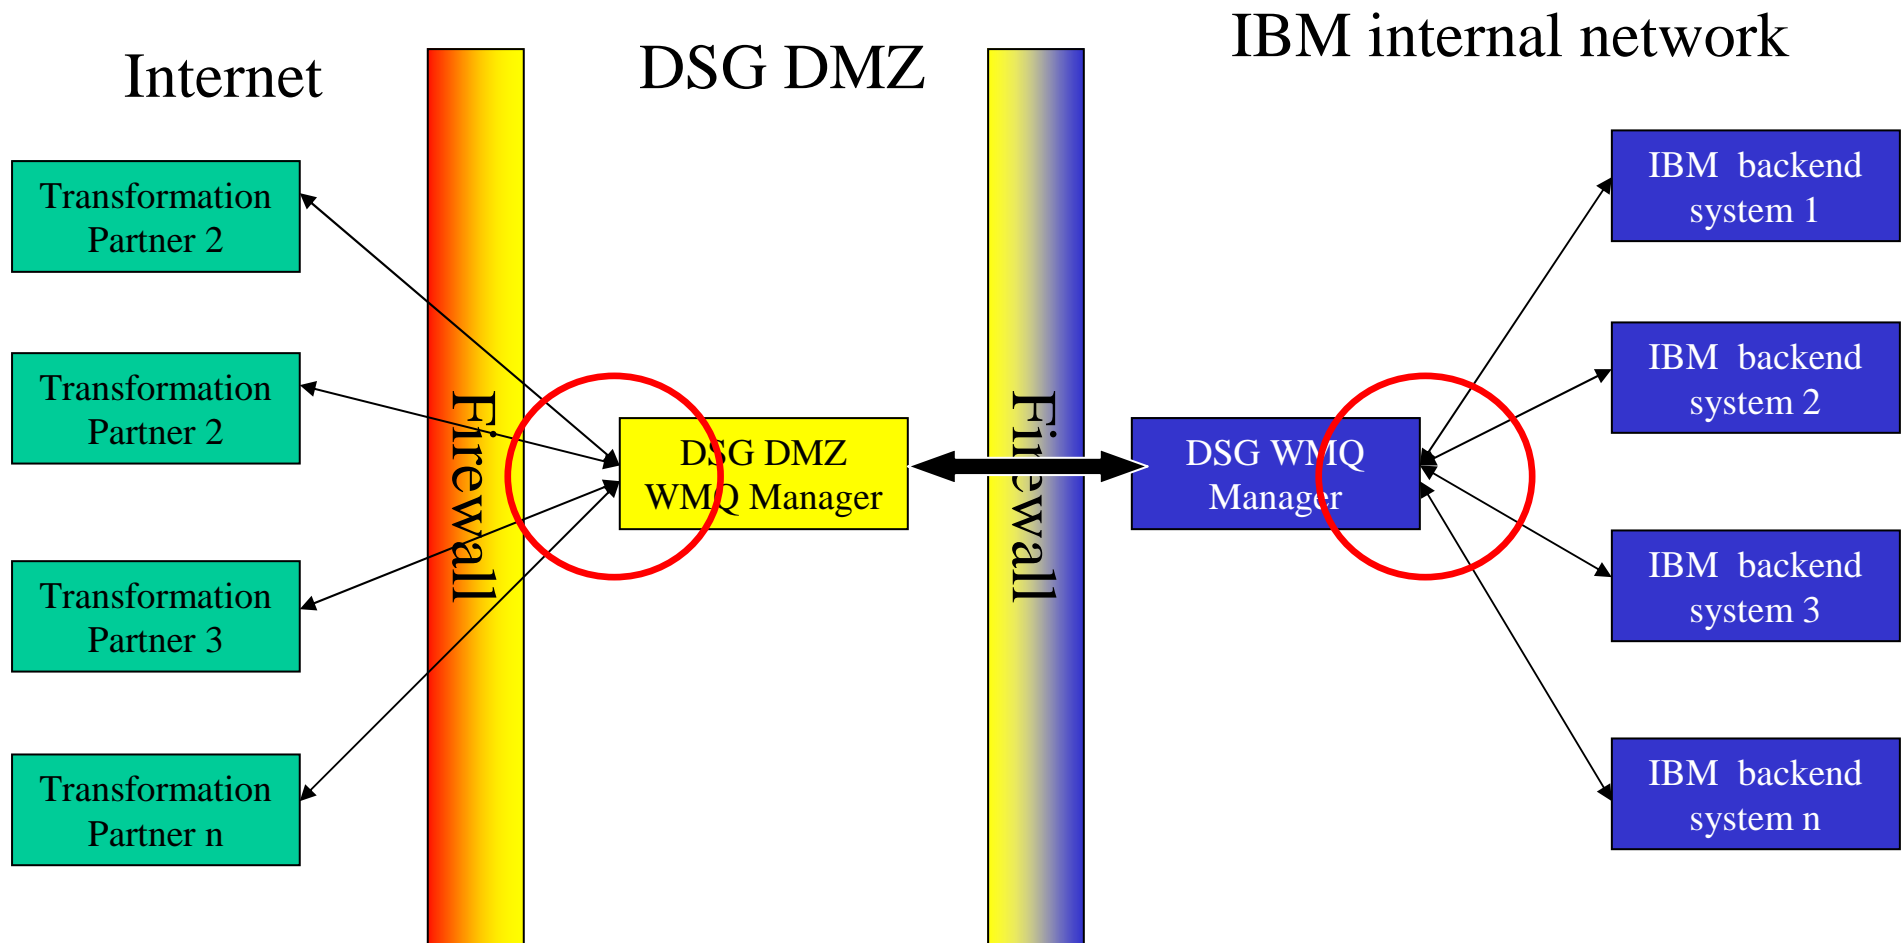 Internet
DSG DMZ
IBM internal network
Transformation
Partner 2
Transformation
Partner 2
Transformation
Partner 3
Transformation
Partner n
Firewall
DSG DMZ
WMQ Manager
Firewall
DSG WMQ
Manager
IBM backend
system 1
IBM backend
system 2
IBM backend
system 3
IBM backend
system n